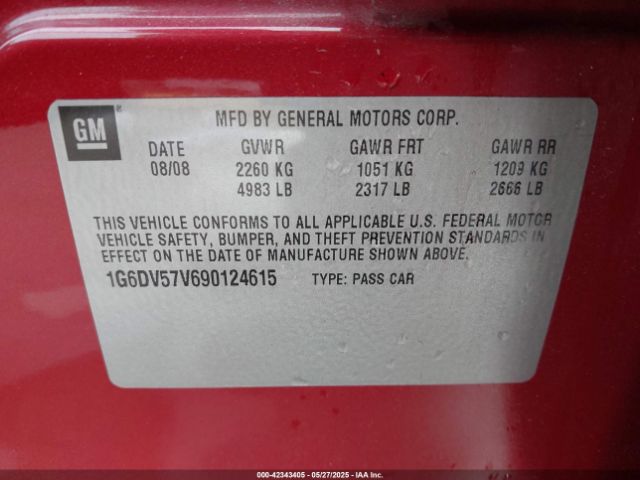 GM
MFD BY GENERAL MOTORS CORP.
DATE GVWR GAWR FRT GAWR RR
08/08 2260 KG 1051 KG 1209 KG
4983 LB 2317 LB 2666 LB
THIS VEHICLE CONFORMS TO ALL APPLICABLE U.S. FEDERAL MOTOR
VEHICLE SAFETY, BUMPER, AND THEFT PREVENTION STANDARDS IN
EFFECT ON THE DATE OF MANUFACTURE SHOWN ABOVE.
1G6DV57V690124615 TYPE: PASS CAR
000-42343405 05/27/2025 IAAI.COM